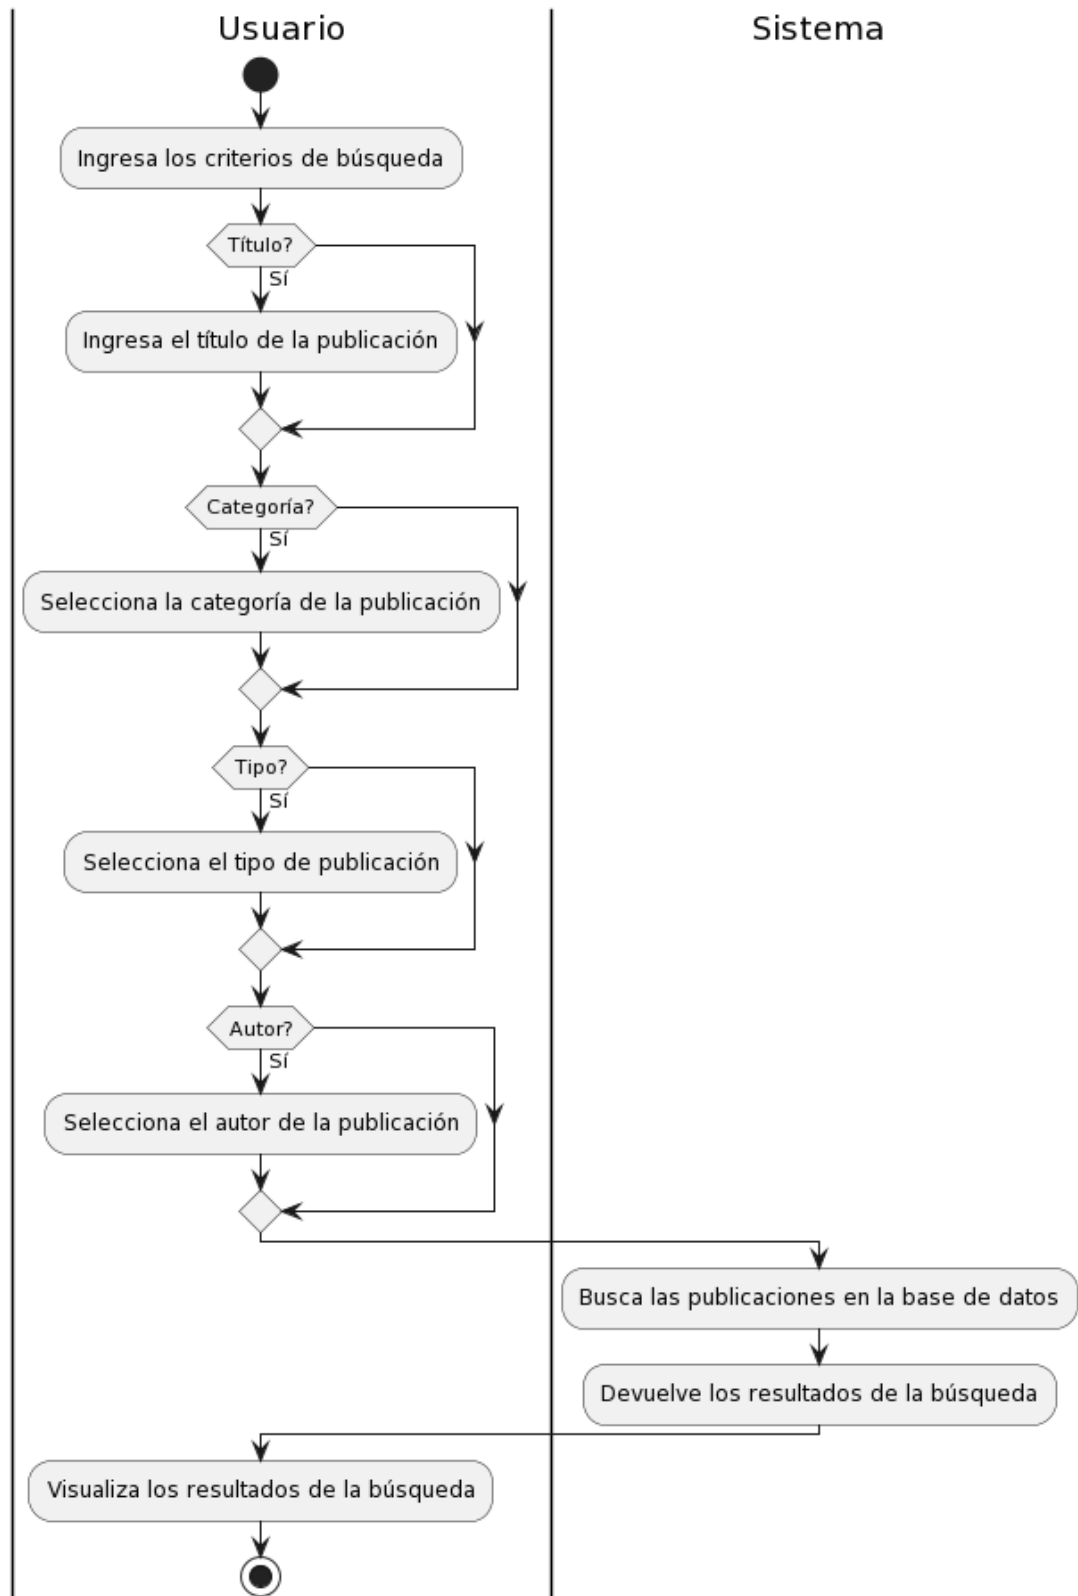 Usuario
Sistema
Ingresa los criterios de búsqueda
Título?
Sí
Ingresa el título de la publicación
Categoría?
Sí
Selecciona la categoría de la publicación
Tipo?
Sí
Selecciona el tipo de publicación
Autor?
Sí
Selecciona el autor de la publicación
Busca las publicaciones en la base de datos
Devuelve los resultados de la búsqueda
Visualiza los resultados de la búsqueda